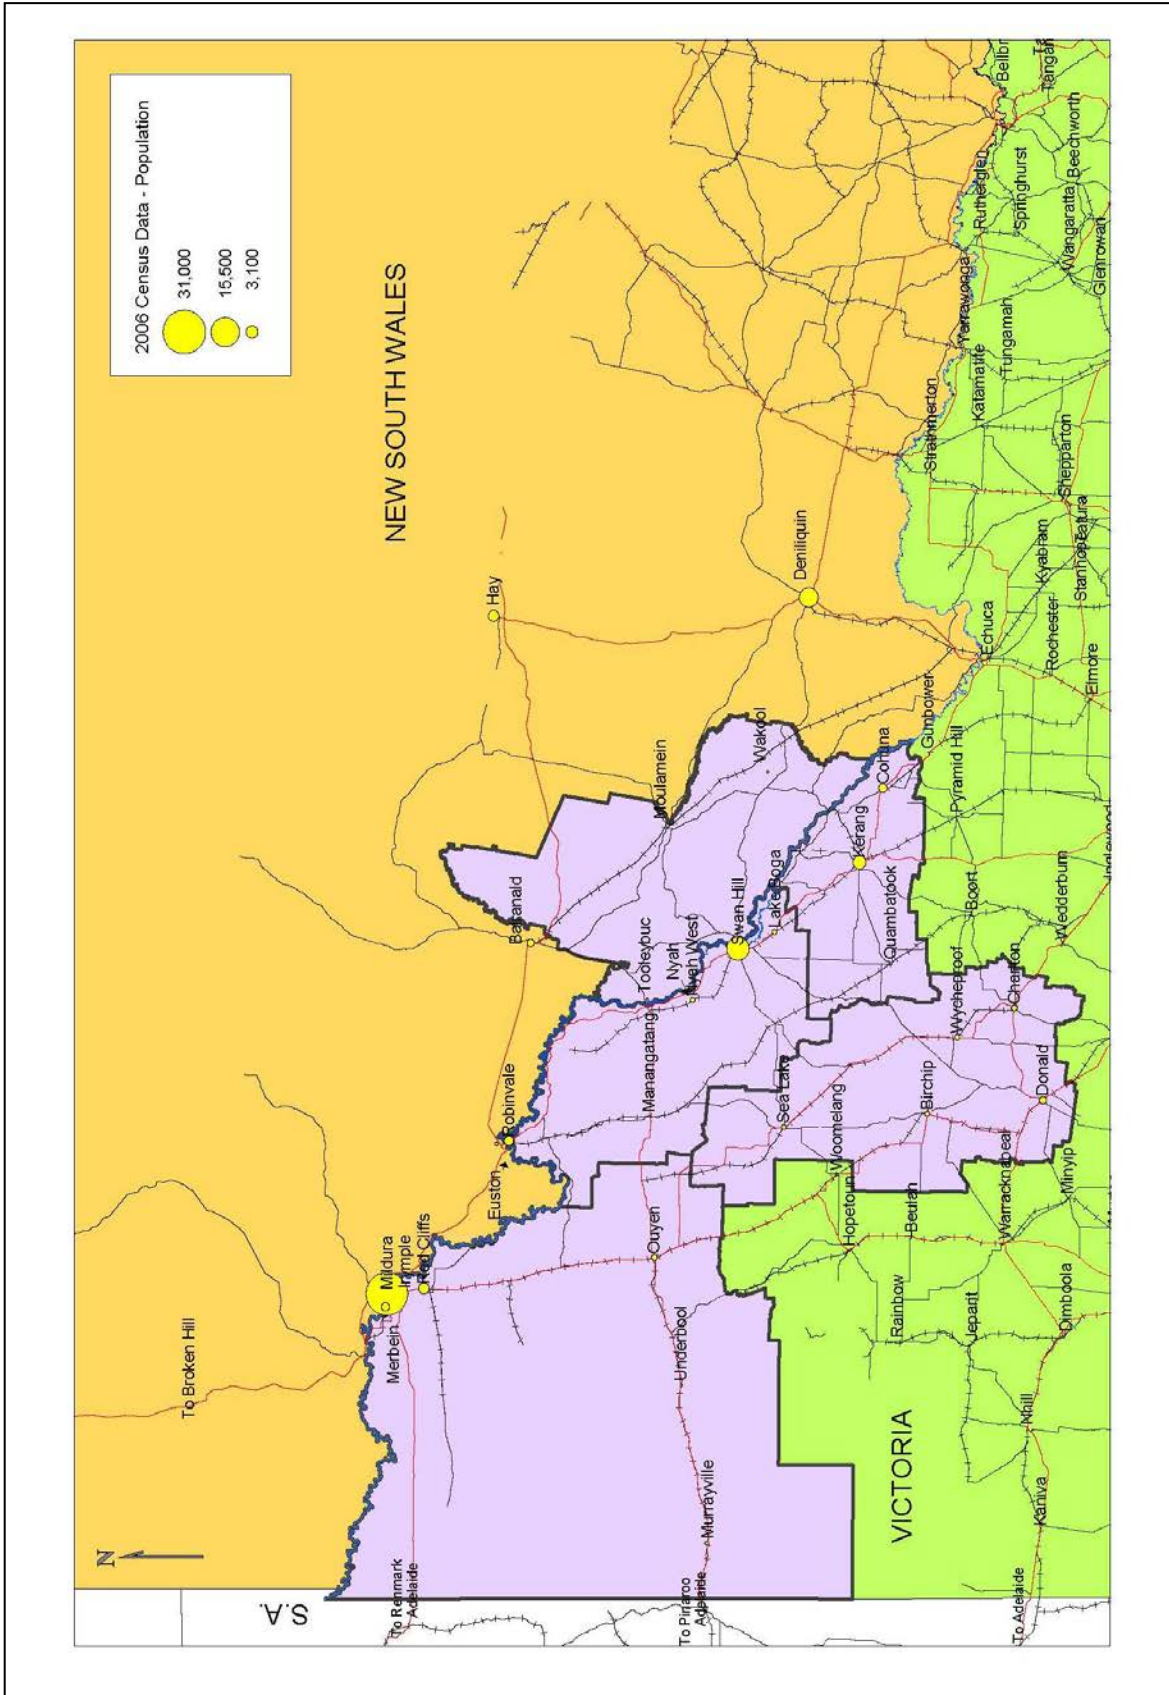 2006 Census Data - Population
31,000
15,500
3,100
NEW SOUTH WALES
VICTORIA
S.A.
N
To Broken Hill
To Renmark
Adelaide
To Pinaroo
Adelaide
To Adelaide
Mildura
Irymple
Red Cliffs
Merbein
Euston
Robinvale
Balranald
Hay
Moulamein
Tooleybuc
Nyah
Nyah West
Manangatang
Ouyen
Underbool
Murrayville
Swan Hill
Lake Boga
Wakool
Deniliquin
Sea Lake
Woomelang
Hopetoun
Kerang
Cohuna
Quambatook
Gunbower
Pyramid Hill
Echuca
Strathmerton
Katamatite
Yarrawonga
Rutherglen
Springhurst
Tungamah
Wangaratta
Beechworth
Glenrowan
Shepparton
Kyabram
Tatura
Stanhope
Rochester
Elmore
Boort
Wedderburn
Wycheproof
Charlton
Birchip
Donald
Beulah
Warracknabeal
Minyip
Rainbow
Jeparit
Dimboola
Nhill
Kaniva